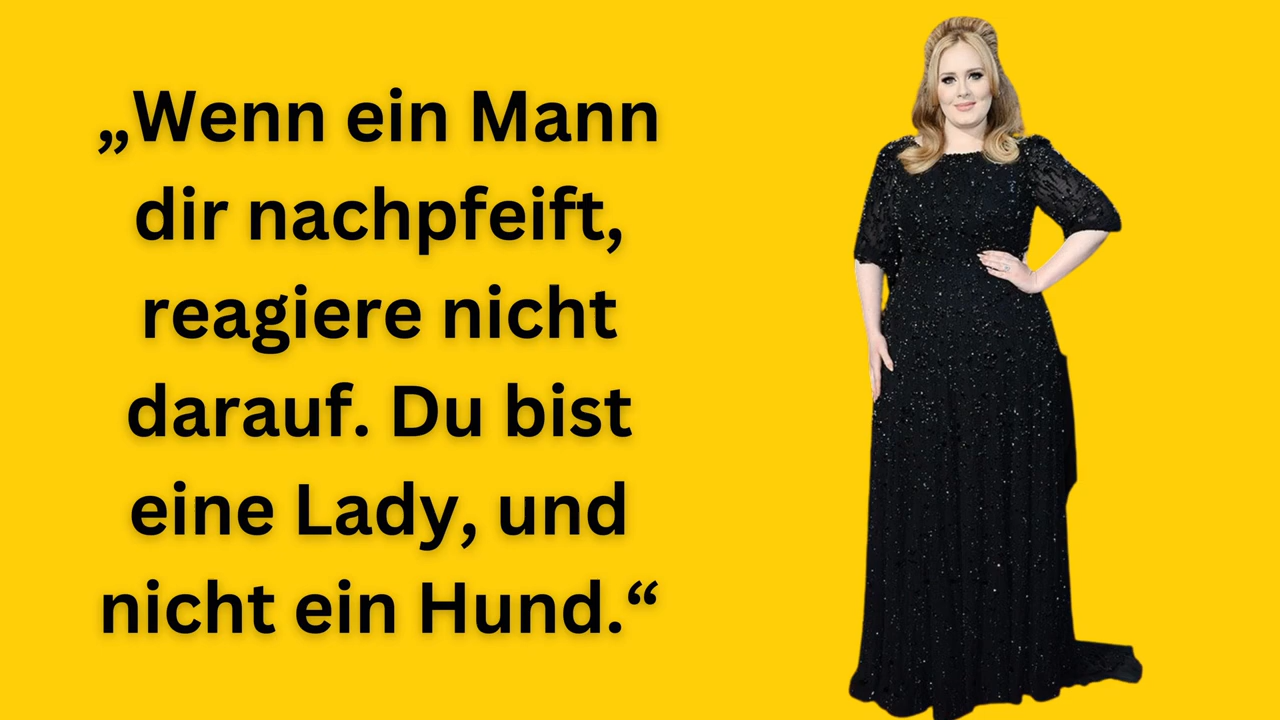 „Wenn ein Mann
dir nachpfeift,
reagiere nicht
darauf. Du bist
eine Lady, und
nicht ein Hund.“